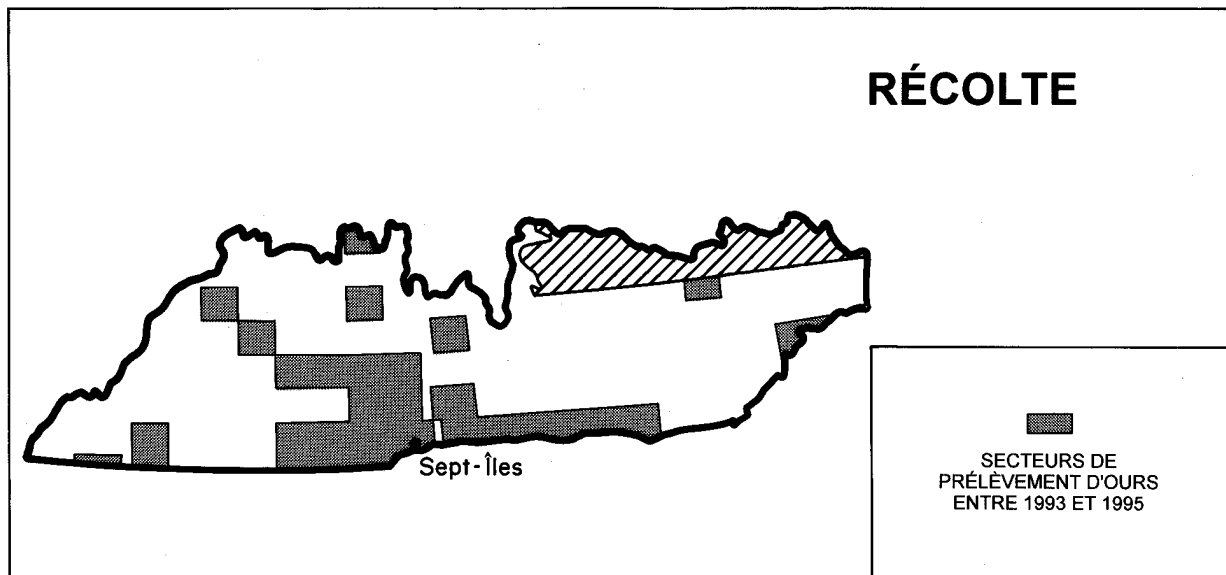 RÉCOLTE
Sept-Îles
SECTEURS DE
PRÉLÈVEMENT D'OURS
ENTRE 1993 ET 1995